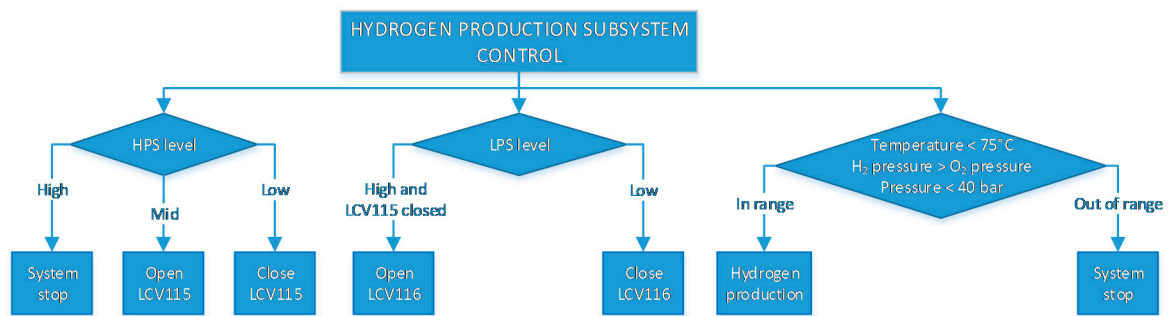 HYDROGEN PRODUCTION SUBSYSTEM
CONTROL
HPS level
LPS level
Temperature < 75°C
H₂ pressure > O₂ pressure
Pressure < 40 bar
High
Mid
Low
High and
LCV115 closed
Low
In range
Out of range
System
stop
Open
LCV115
Close
LCV115
Open
LCV116
Close
LCV116
Hydrogen
production
System
stop